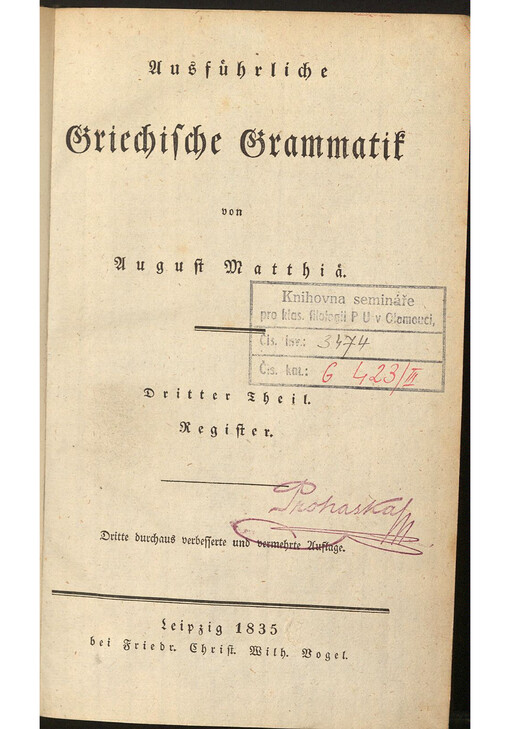 Ausführliche
Griechische Grammatik
von
August Matthiä.
Knihovna semináře
pro klas. filologii P U v Olomouci,
Čís. inv.: 3474
Čís. kat.: G 423/III
Dritter Theil.
Register.
Prohaska
Dritte durchaus verbesserte und vermehrte Auflage.
Leipzig 1835
bei Friedr. Christ. Wilh. Vogel.